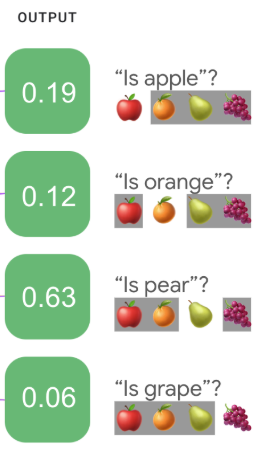 OUTPUT
0.19
“Is apple”?
0.12
“Is orange”?
0.63
“Is pear”?
0.06
“Is grape”?